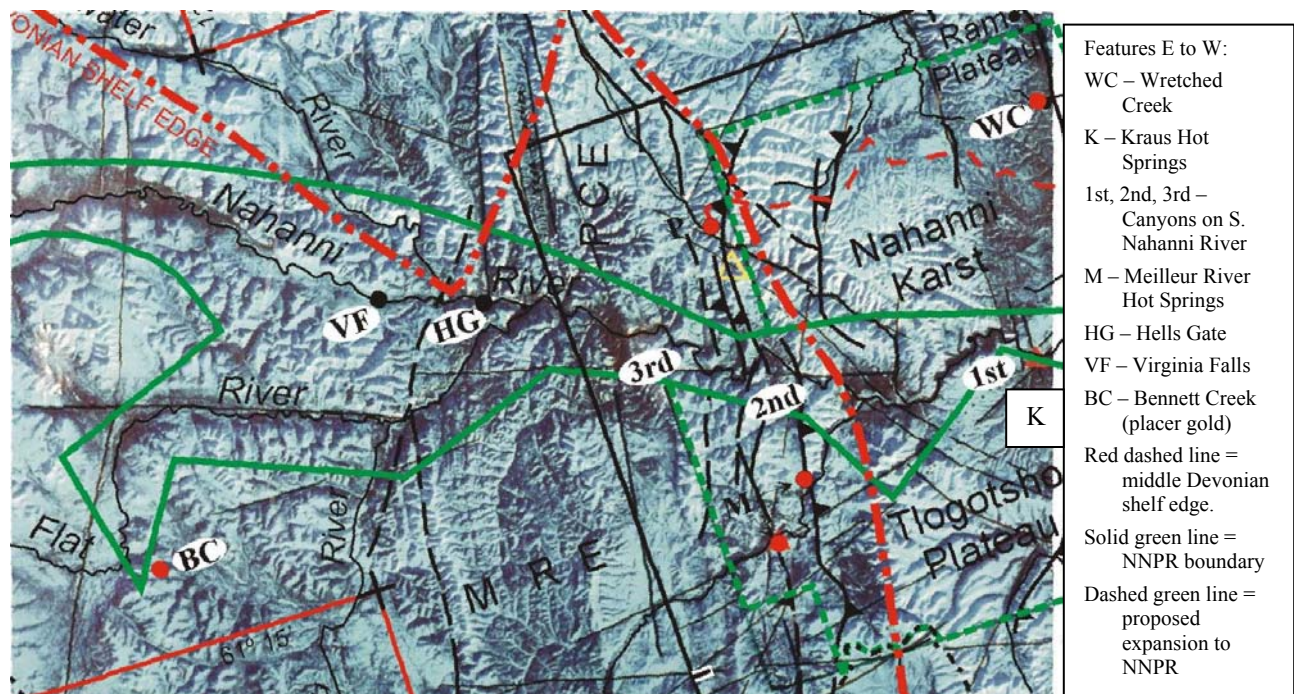 water
River
ONIAN SHELF EDGE
Ram
Plateau
WC
PCE
P
Nahanni
River
Nahanni
Karst
VF
HG
3rd
1st
2nd
River
K
M
Tlogotsho
Plateau
Flat
BC
River
M R E
61° 15
Features E to W:
WC – Wretched
Creek
K – Kraus Hot
Springs
1st, 2nd, 3rd –
Canyons on S.
Nahanni River
M – Meilleur River
Hot Springs
HG – Hells Gate
VF – Virginia Falls
BC – Bennett Creek
(placer gold)
Red dashed line =
middle Devonian
shelf edge.
Solid green line =
NNPR boundary
Dashed green line =
proposed
expansion to
NNPR